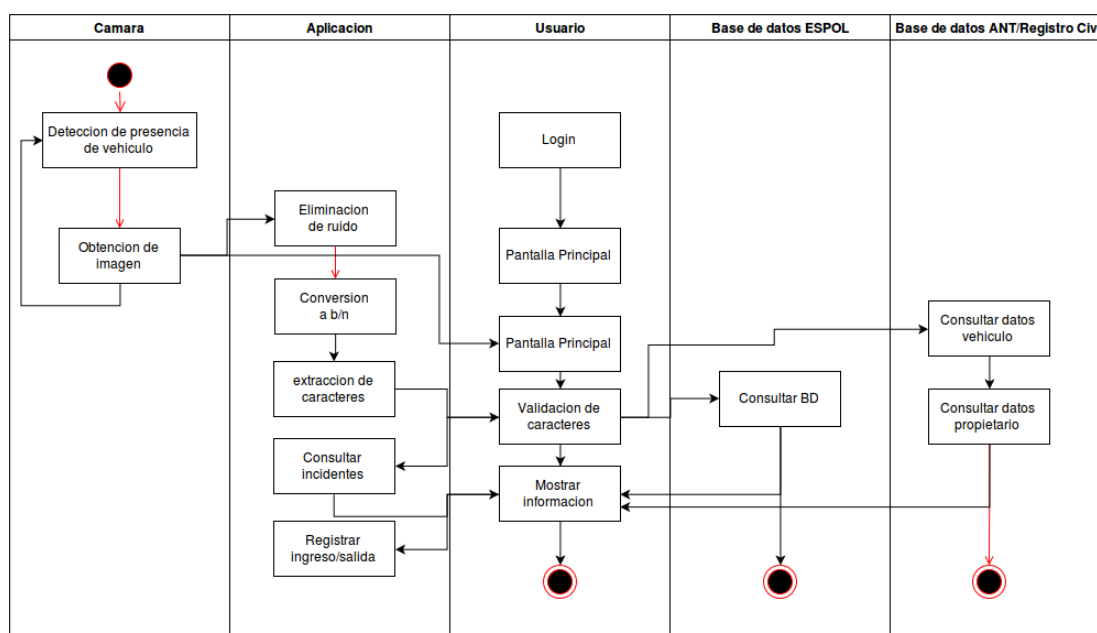 Camara
Aplicacion
Usuario
Base de datos ESPOL
Base de datos ANT/Registro Civ
Deteccion de presencia
de vehiculo
Obtencion de
imagen
Eliminacion
de ruido
Conversion
a b/n
extraccion de
caracteres
Consultar
incidentes
Registrar
ingreso/salida
Login
Pantalla Principal
Pantalla Principal
Validacion de
caracteres
Mostrar
informacion
Consultar BD
Consultar datos
vehiculo
Consultar datos
propietario